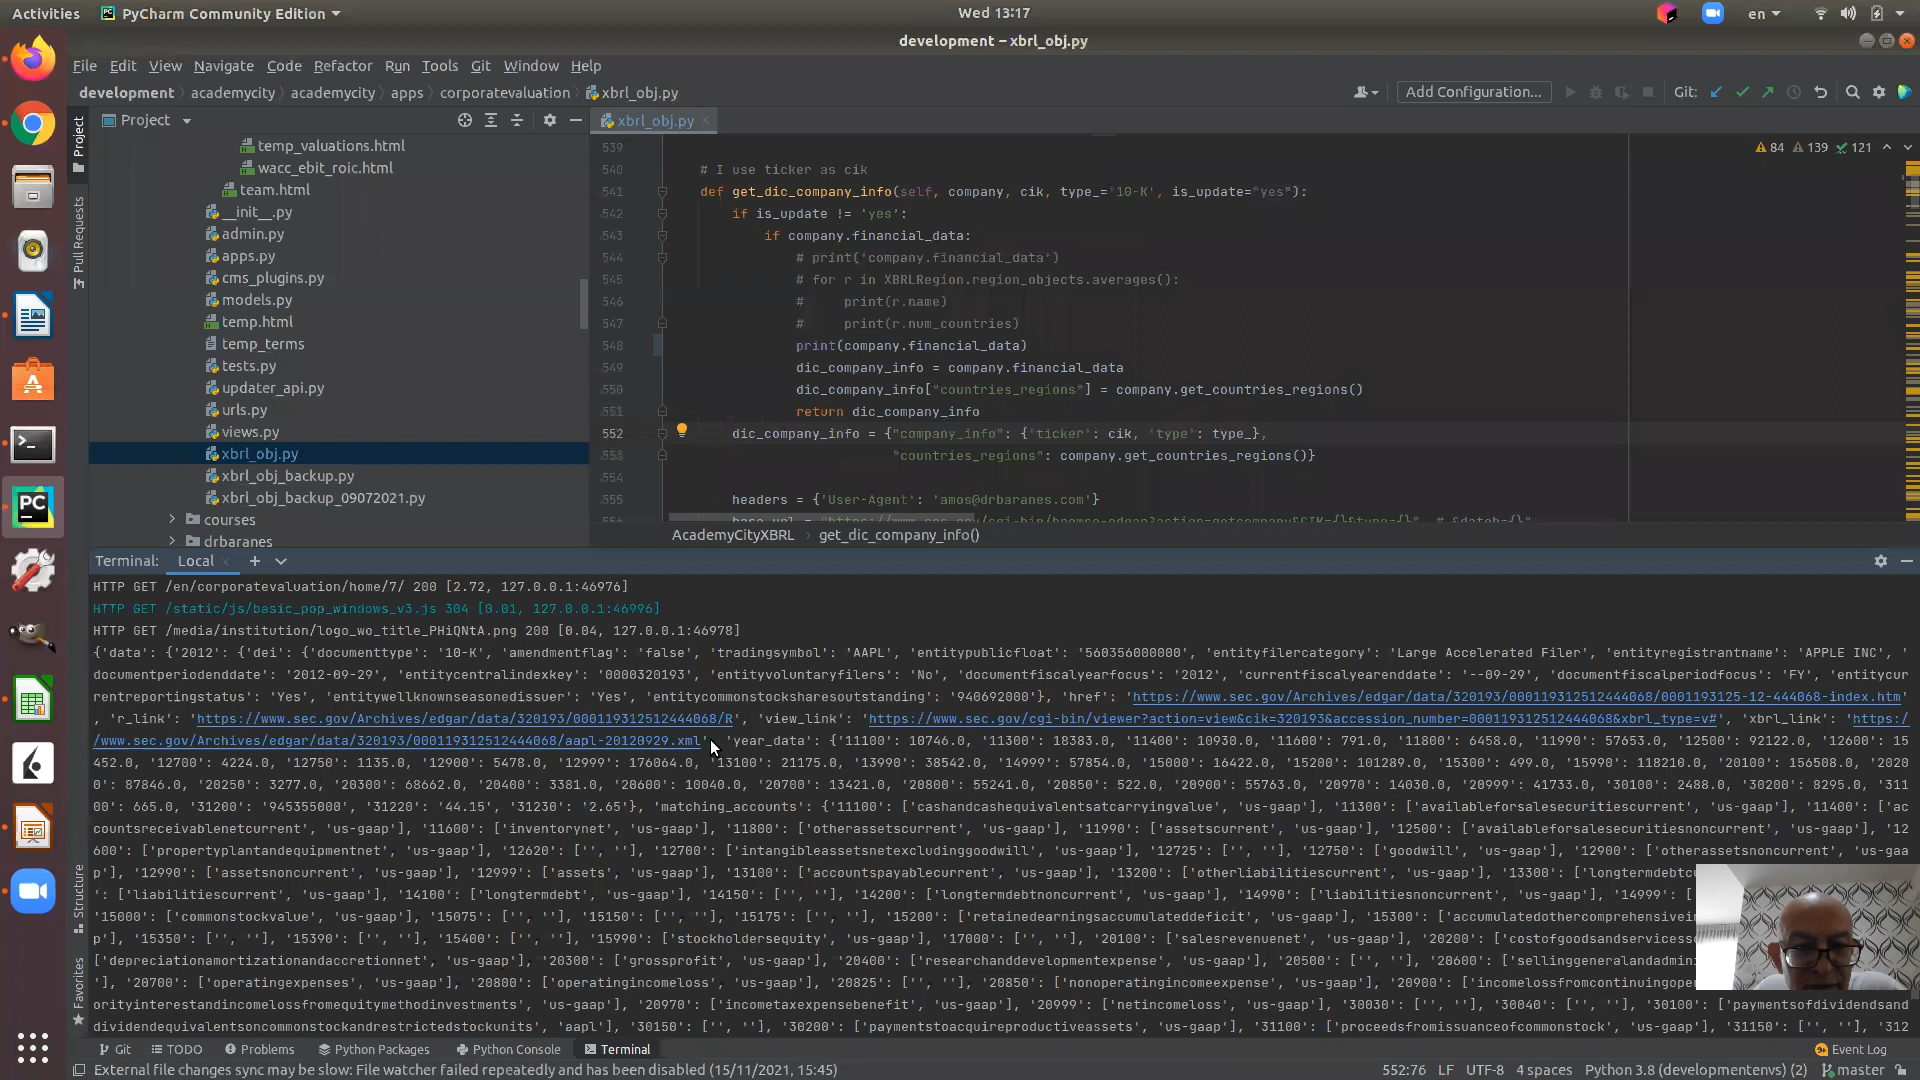 Activities PyCharm Community Edition Wed 13:17 en
development – xbrl_obj.py
File Edit View Navigate Code Refactor Run Tools Git Window Help
development academycity academycity apps corporatevaluation xbrl_obj.py Add Configuration... Git:
Project xbrl_obj.py
84 139 121
Project
Pull Requests
Structure
Favorites
temp_valuations.html
wacc_ebit_roic.html
team.html
__init__.py
admin.py
apps.py
cms_plugins.py
models.py
temp.html
temp_terms
tests.py
updater_api.py
urls.py
views.py
xbrl_obj.py
xbrl_obj_backup.py
xbrl_obj_backup_09072021.py
courses
drbaranes
539
540 # I use ticker as cik
541 def get_dic_company_info(self, company, cik, type_='10-K', is_update="yes"):
542 if is_update != 'yes':
543 if company.financial_data:
544 # print('company.financial_data')
545 # for r in XBRLRegion.region_objects.averages():
546 # print(r.name)
547 # print(r.num_countries)
548 print(company.financial_data)
549 dic_company_info = company.financial_data
550 dic_company_info["countries_regions"] = company.get_countries_regions()
551 return dic_company_info
552 dic_company_info = {"company_info": {'ticker': cik, 'type': type_},
553 "countries_regions": company.get_countries_regions()}
554
555 headers = {'User-Agent': 'amos@drbaranes.com'}
556 base_url = "https://www.sec.gov/cgi-bin/browse-edgar?action=getcompany&CIK={}&type={}" # &dateb={}"
AcademyCityXBRL get_dic_company_info()
Terminal: Local
HTTP GET /en/corporatevaluation/home/7/ 200 [2.72, 127.0.0.1:46976]
HTTP GET /static/js/basic_pop_windows_v3.js 304 [0.01, 127.0.0.1:46996]
HTTP GET /media/institution/logo_wo_title_PHiQNtA.png 200 [0.04, 127.0.0.1:46978]
{'data': {'2012': {'dei': {'documenttype': '10-K', 'amendmentflag': 'false', 'tradingsymbol': 'AAPL', 'entitypublicfloat': '560356000000', 'entityfilercategory': 'Large Accelerated Filer', 'entityregistrantname': 'APPLE INC', '
documentperiodenddate': '2012-09-29', 'entitycentralindexkey': '0000320193', 'entityvoluntaryfilers': 'No', 'documentfiscalyearfocus': '2012', 'currentfiscalyearenddate': '--09-29', 'documentfiscalperiodfocus': 'FY', 'entitycur
rentreportingstatus': 'Yes', 'entitywellknownseasonedissuer': 'Yes', 'entitycommonstocksharesoutstanding': '940692000'}, 'href': 'https://www.sec.gov/Archives/edgar/data/320193/000119312512444068/0001193125-12-444068-index.htm'
, 'r_link': 'https://www.sec.gov/Archives/edgar/data/320193/000119312512444068/R', 'view_link': 'https://www.sec.gov/cgi-bin/viewer?action=view&cik=320193&accession_number=000119312512444068&xbrl_type=v#', 'xbrl_link': 'https:/
/www.sec.gov/Archives/edgar/data/320193/000119312512444068/aapl-20120929.xml', 'year_data': {'11100': 10746.0, '11300': 18383.0, '11400': 10930.0, '11600': 791.0, '11800': 6458.0, '11990': 57653.0, '12500': 92122.0, '12600': 15
452.0, '12700': 4224.0, '12750': 1135.0, '12900': 5478.0, '12999': 176064.0, '13100': 21175.0, '13990': 38542.0, '14999': 57854.0, '15000': 16422.0, '15200': 101289.0, '15300': 499.0, '15990': 118210.0, '20100': 156508.0, '2020
0': 87846.0, '20250': 3277.0, '20300': 68662.0, '20400': 3381.0, '20600': 10040.0, '20700': 13421.0, '20800': 55241.0, '20850': 522.0, '20900': 55763.0, '20970': 14030.0, '20999': 41733.0, '30100': 2488.0, '30200': 8295.0, '311
00': 665.0, '31200': '945355000', '31220': '44.15', '31230': '2.65'}, 'matching_accounts': {'11100': ['cashandcashequivalentsatcarryingvalue', 'us-gaap'], '11300': ['availableforsalesecuritiescurrent', 'us-gaap'], '11400': ['ac
countsreceivablenetcurrent', 'us-gaap'], '11600': ['inventorynet', 'us-gaap'], '11800': ['otherassetscurrent', 'us-gaap'], '11990': ['assetscurrent', 'us-gaap'], '12500': ['availableforsalesecuritiesnoncurrent', 'us-gaap'], '12
600': ['propertyplantandequipmentnet', 'us-gaap'], '12620': ['', ''], '12700': ['intangibleassetsnetexcludinggoodwill', 'us-gaap'], '12725': ['', ''], '12750': ['goodwill', 'us-gaap'], '12900': ['otherassetsnoncurrent', 'us-gaa
p'], '12990': ['assets', 'us-gaap'], '12999': ['assets', 'us-gaap'], '13100': ['accountspayablecurrent', 'us-gaap'], '13200': ['otherliabilitiescurrent', 'us-gaap'], '13300': ['longtermdebtcu
': ['liabilitiescurrent', 'us-gaap'], '14100': ['longtermdebt', 'us-gaap'], '14150': ['', ''], '14200': ['longtermdebtnoncurrent', 'us-gaap'], '14990': ['liabilitiesnoncurrent', 'us-gaap'], '14999': [
'15000': ['commonstockvalue', 'us-gaap'], '15075': ['', ''], '15150': ['', ''], '15175': ['', ''], '15200': ['retainedearningsaccumulateddeficit', 'us-gaap'], '15300': ['accumulatedothercomprehensivein
p'], '15350': ['', ''], '15390': ['', ''], '15400': ['', ''], '15990': ['stockholdersequity', 'us-gaap'], '17000': ['', ''], '20100': ['salesrevenuenet', 'us-gaap'], '20200': ['costofgoodsandservicesso
['depreciationamortizationandaccretionnet', 'us-gaap'], '20300': ['grossprofit', 'us-gaap'], '20400': ['researchanddevelopmentexpense', 'us-gaap'], '20500': ['', ''], '20600': ['sellinggeneralandadmini
, '20700': ['operatingexpenses', 'us-gaap'], '20800': ['operatingincomeloss', 'us-gaap'], '20825': ['', ''], '20850': ['nonoperatingincomeexpense', 'us-gaap'], '20900': ['incomelossfromcontinuingoper
orityinterestandincomelossfromequitymethodinvestments', 'us-gaap'], '20970': ['incometaxexpensebenefit', 'us-gaap'], '20999': ['netincomeloss', 'us-gaap'], '30030': ['', ''], '30040': ['', ''], '30100': ['paymentsofdividendsand
dividendequivalentsoncommonstockandrestrictedstockunits', 'aapl'], '30150': ['', ''], '30200': ['paymentstoacquireproductiveassets', 'us-gaap'], '31100': ['proceedsfromissuanceofcommonstock', 'us-gaap'], '31150': ['', ''], '312
Git TODO Problems Python Packages Python Console Terminal Event Log
External file changes sync may be slow: File watcher failed repeatedly and has been disabled (15/11/2021, 15:45) 552:76 LF UTF-8 4 spaces Python 3.8 (developmentenvs) (2) master